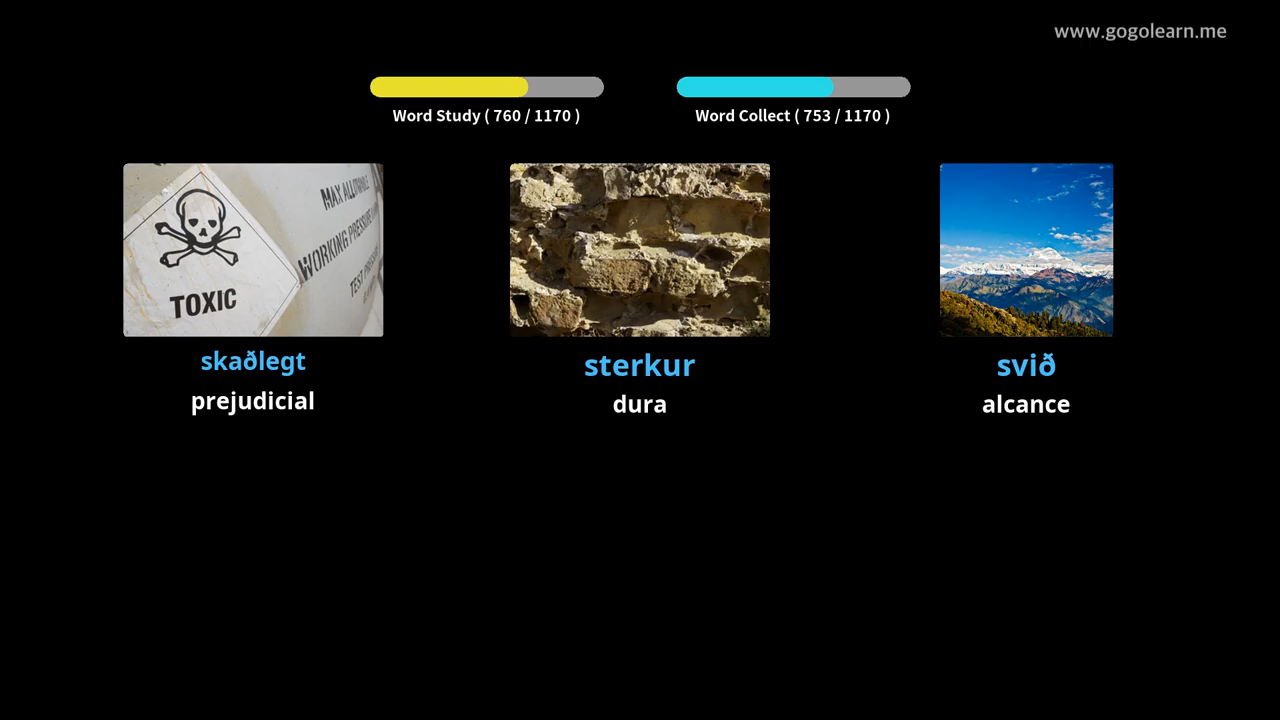 www.gogolearn.me
Word Study ( 760 / 1170 )
Word Collect ( 753 / 1170 )
MAX ALLOWABLE
WORKING PRESSURE
TOXIC
skaðlegt
prejudicial
sterkur
dura
svið
alcance